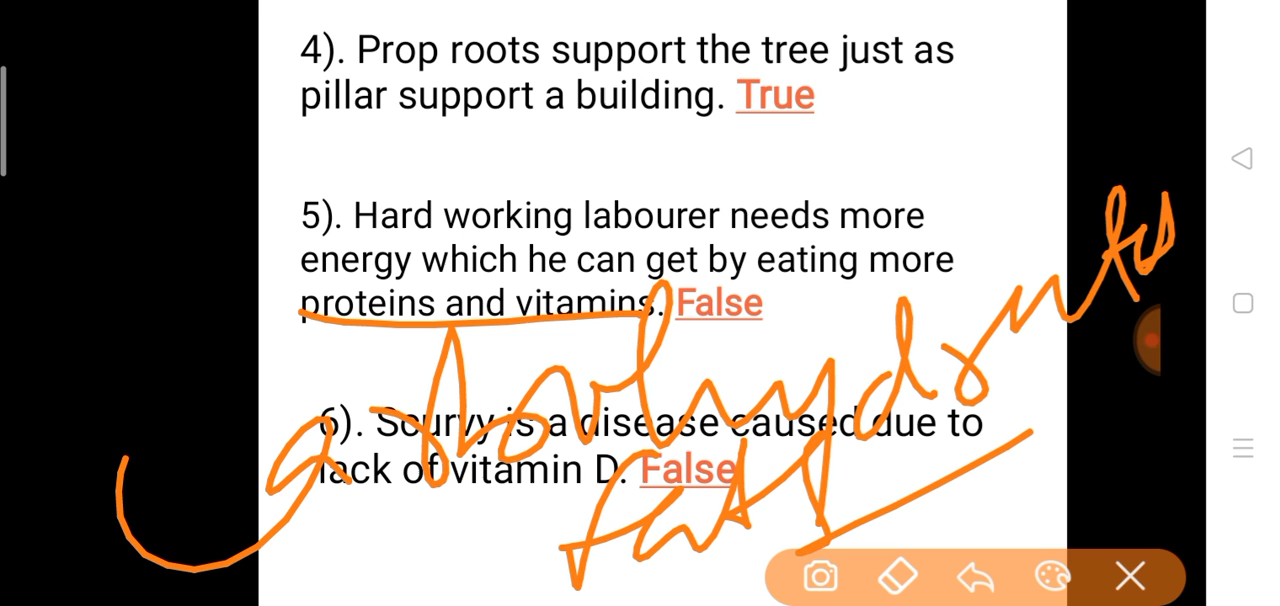 4). Prop roots support the tree just as
pillar support a building. True
5). Hard working labourer needs more
energy which he can get by eating more
proteins and vitamins. False
6). Scurvy is a disease caused due to
lack of vitamin D. False
fats